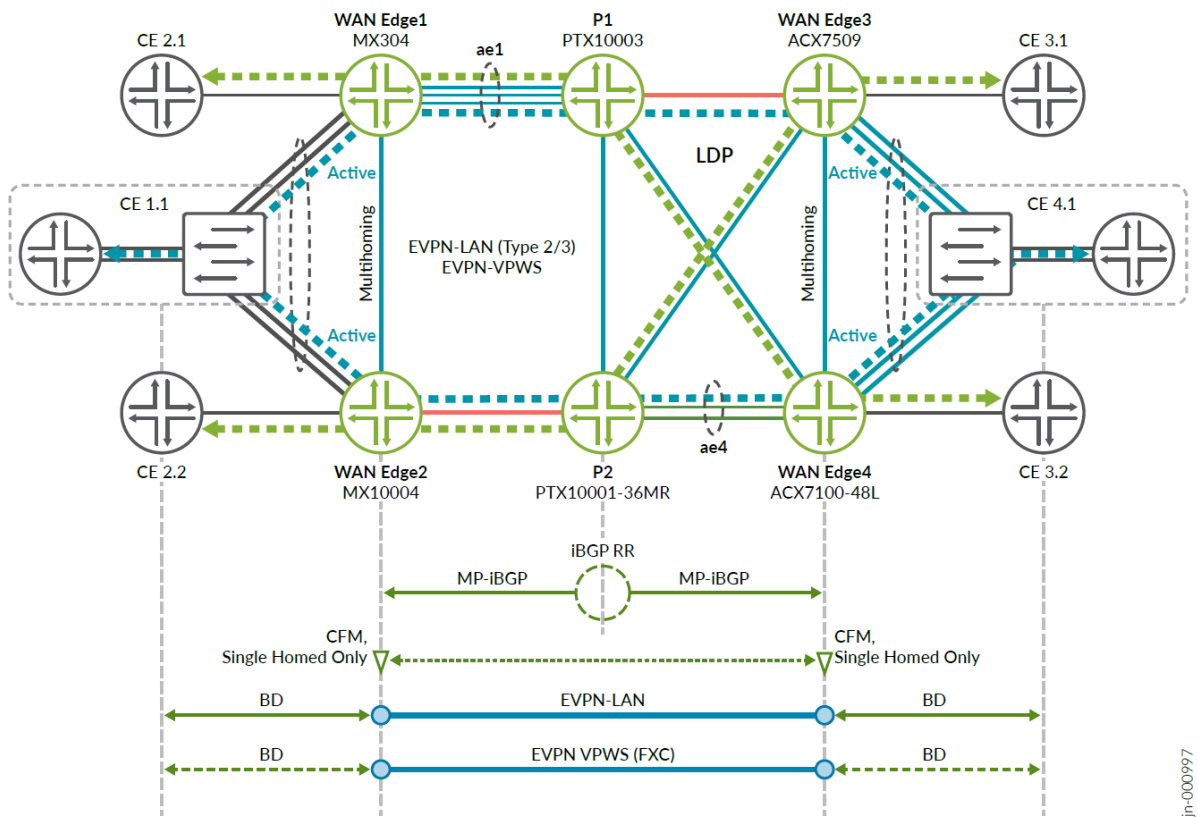 WAN Edge1
MX304
P1
PTX10003
WAN Edge3
ACX7509
CE 2.1
ae1
CE 3.1
LDP
Active
Active
CE 1.1
CE 4.1
Multihoming
EVPN-LAN (Type 2/3)
EVPN-VPWS
Multihoming
Active
Active
ae4
CE 2.2
WAN Edge2
MX10004
P2
PTX10001-36MR
WAN Edge4
ACX7100-48L
CE 3.2
iBGP RR
MP-iBGP
MP-iBGP
CFM,
Single Homed Only
CFM,
Single Homed Only
BD
EVPN-LAN
BD
BD
EVPN VPWS (FXC)
BD
jn-000997